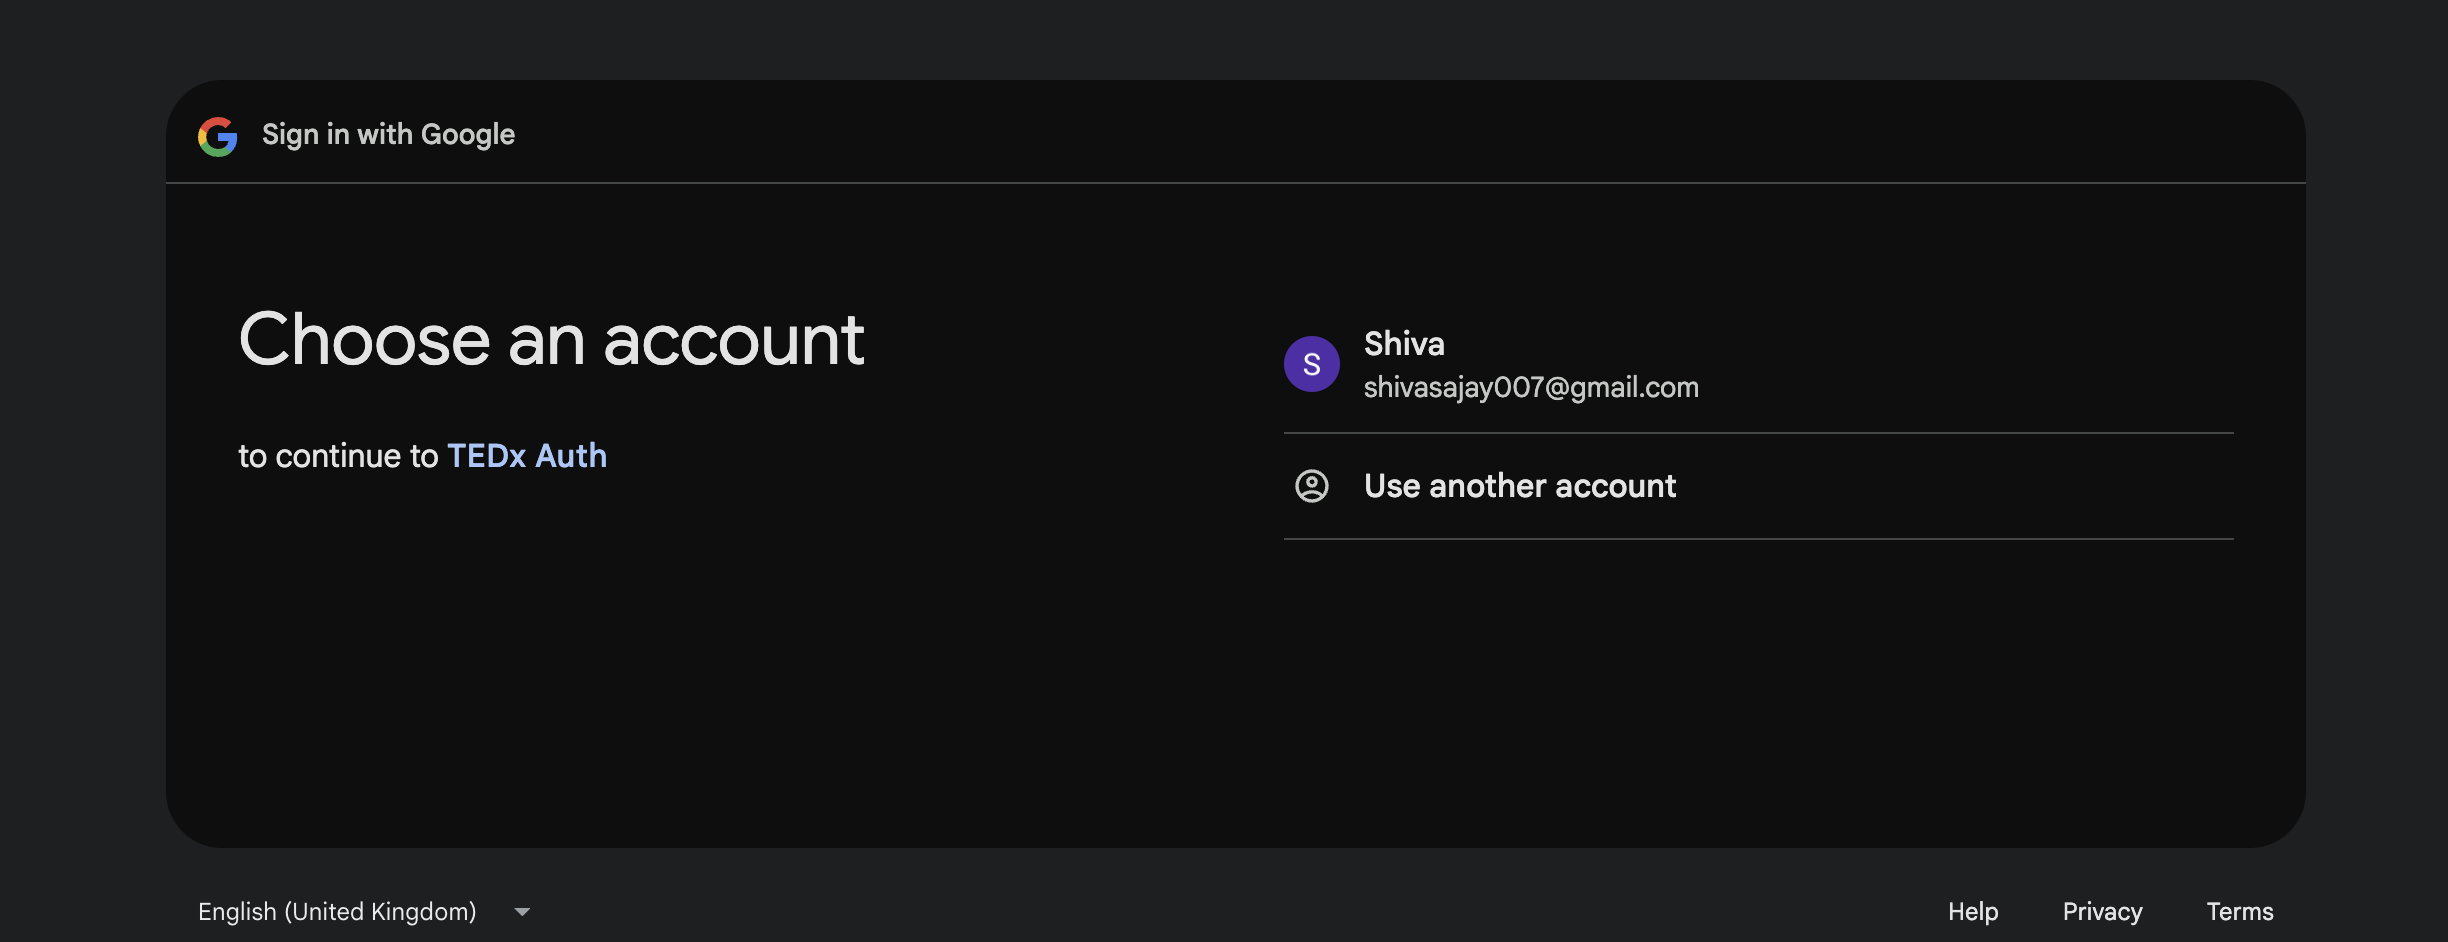 Sign in with Google
Choose an account
to continue to TEDx Auth
S
Shiva
shivasajay007@gmail.com
Use another account
English (United Kingdom)
Help
Privacy
Terms